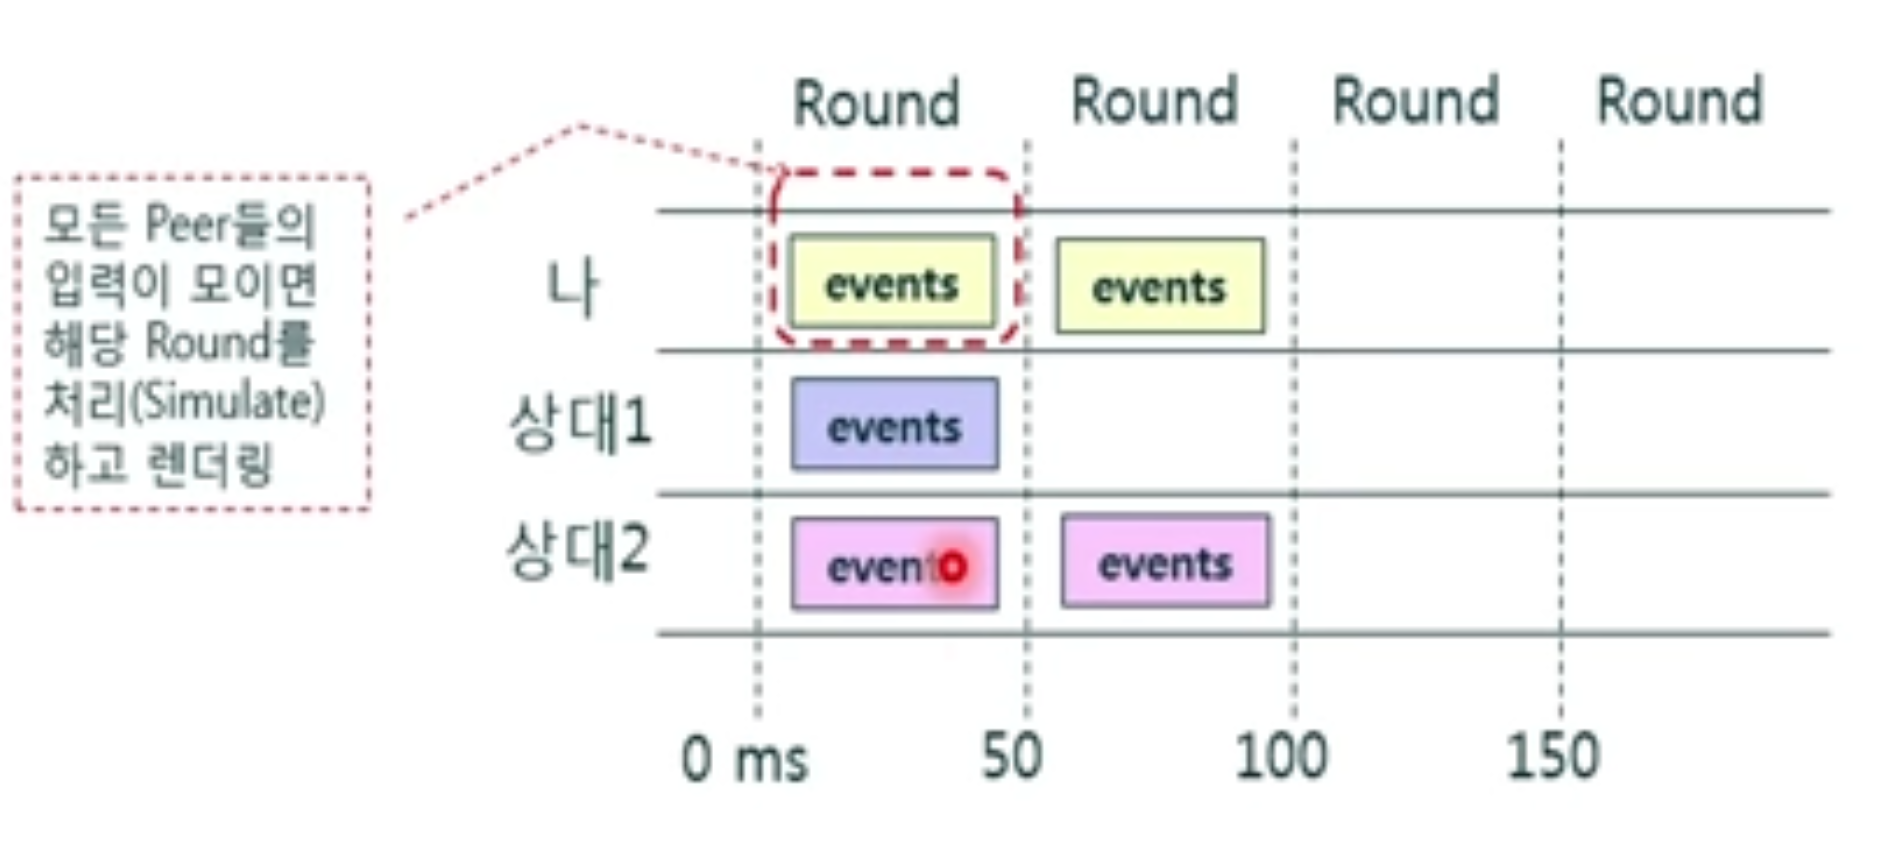 Round Round Round Round
모든 Peer들의
입력이 모이면
해당 Round를
처리(Simulate)
하고 렌더링
나 events events
상대1 events
상대2 events
0 ms 50 100 150